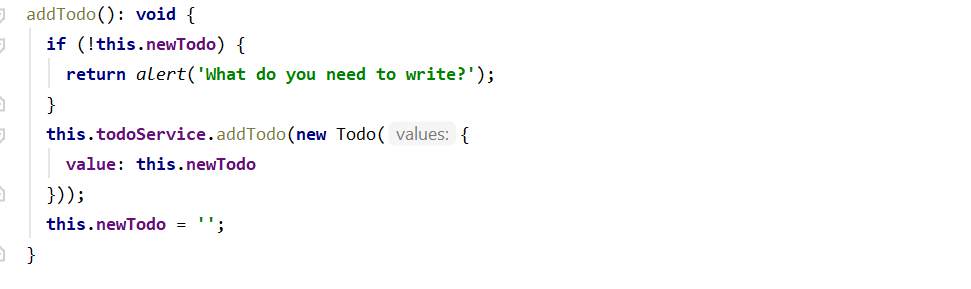 addTodo(): void {
if (!this.newTodo) {
return alert('What do you need to write?');
}
this.todoService.addTodo(new Todo( values: {
value: this.newTodo
}));
this.newTodo = '';
}